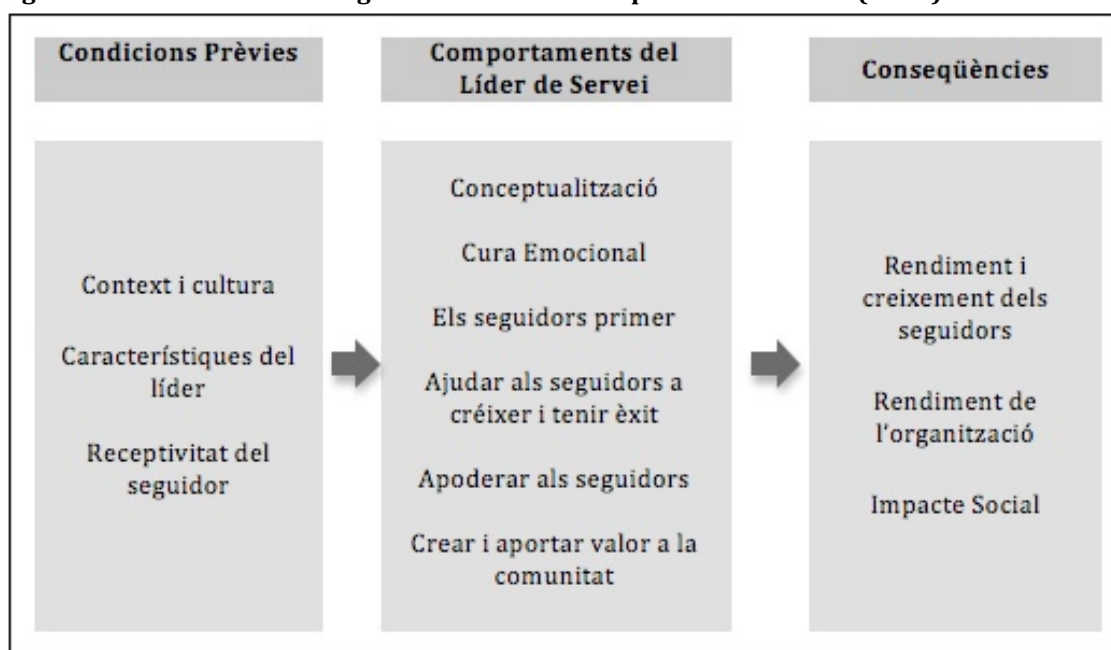 Condicions Prèvies
Comportaments del
Líder de Servei
Conseqüències
Context i cultura
Característiques del
líder
Receptivitat del
seguidor
Conceptualització
Cura Emocional
Els seguidors primer
Ajudar als seguidors a
créixer i tenir èxit
Apoderar als seguidors
Crear i aportar valor a la
comunitat
Rendiment i
creixement dels
seguidors
Rendiment de
l'organització
Impacte Social